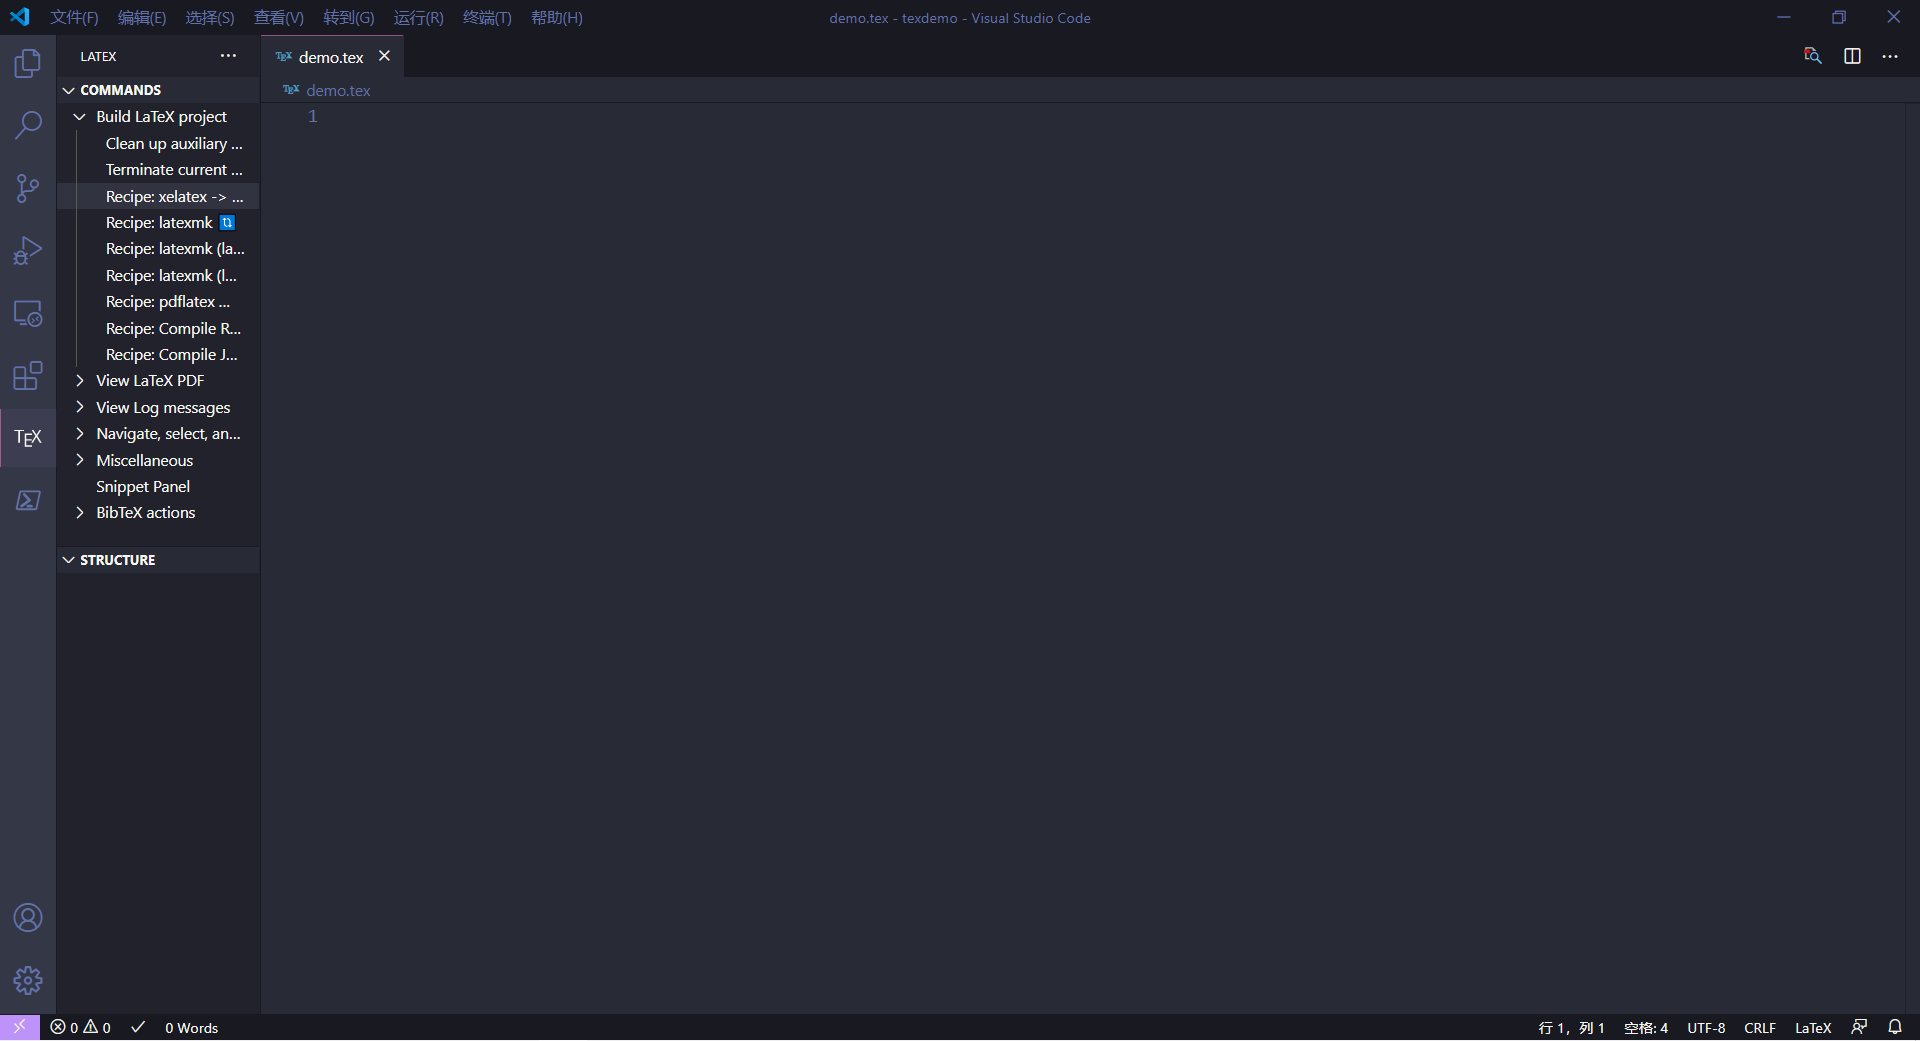 文件(F) 编辑(E) 选择(S) 查看(V) 转到(G) 运行(R) 终端(T) 帮助(H) demo.tex - texdemo - Visual Studio Code
LATEX
TEX demo.tex
COMMANDS
TEX demo.tex
Build LaTeX project
1
Clean up auxiliary ...
Terminate current ...
Recipe: xelatex -> ...
Recipe: latexmk
Recipe: latexmk (la...
Recipe: latexmk (l...
Recipe: pdflatex ...
Recipe: Compile R...
Recipe: Compile J...
View LaTeX PDF
View Log messages
Navigate, select, an...
TEX
Miscellaneous
Snippet Panel
BibTeX actions
STRUCTURE
0 0 0 Words 行 1, 列 1 空格: 4 UTF-8 CRLF LaTeX